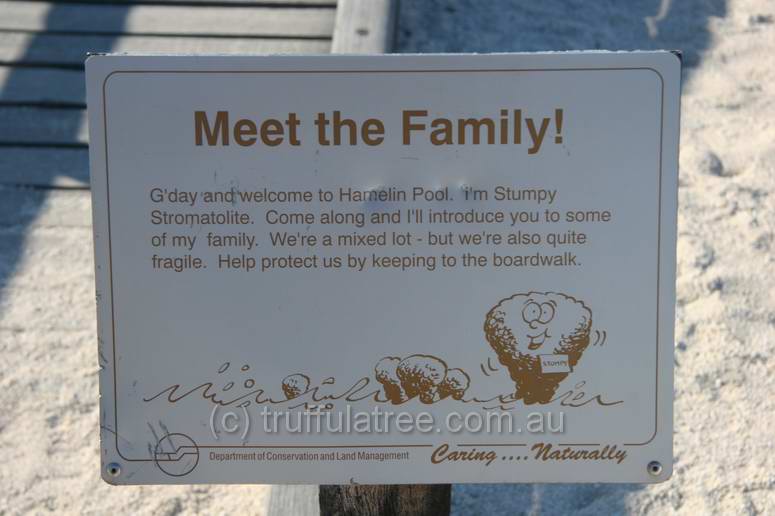 Meet the Family!
G'day and welcome to Hamelin Pool. i'm Stumpy
Stromatolite. Come along and I'll introduce you to some
of my family. We're a mixed lot - but we're also quite
fragile. Help protect us by keeping to the boardwalk.
STUMPY
(c) truffulatree.com.au
Department of Conservation and Land Management
Caring .... Naturally